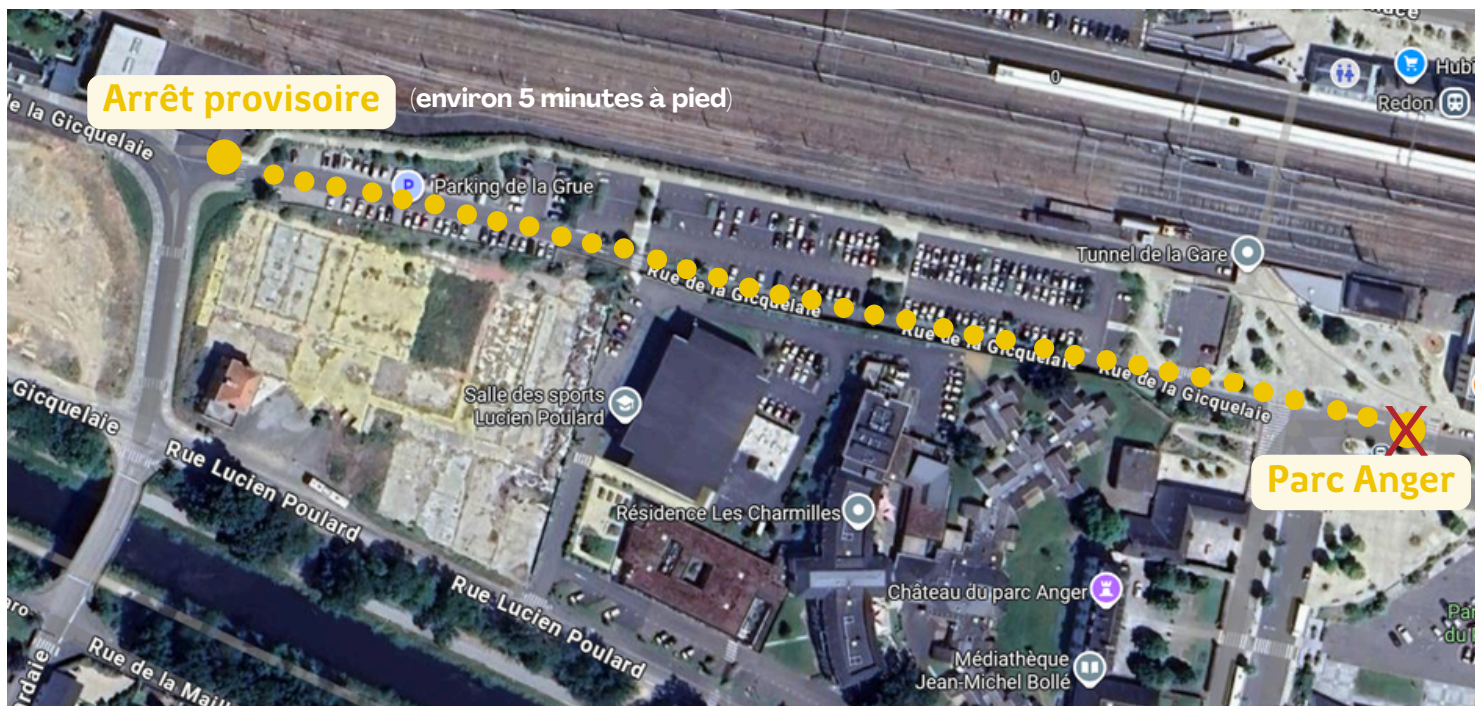 0
Hubi
Redon
Arrêt provisoire (environ 5 minutes à pied)
de la Gicquelaie
P
Parking de la Grue
Tunnel de la Gare
Rue de la Gicquelaie
Rue de la Gicquelaie
Rue de la Gicquelaie
Salle des sports
Lucien Poulard
Gicquelaie
X
Parc Anger
Rue Lucien Poulard
Résidence Les Charmilles
Rue Lucien Poulard
Château du parc Anger
Médiathèque
Jean-Michel Bollé
Rue de la Maill